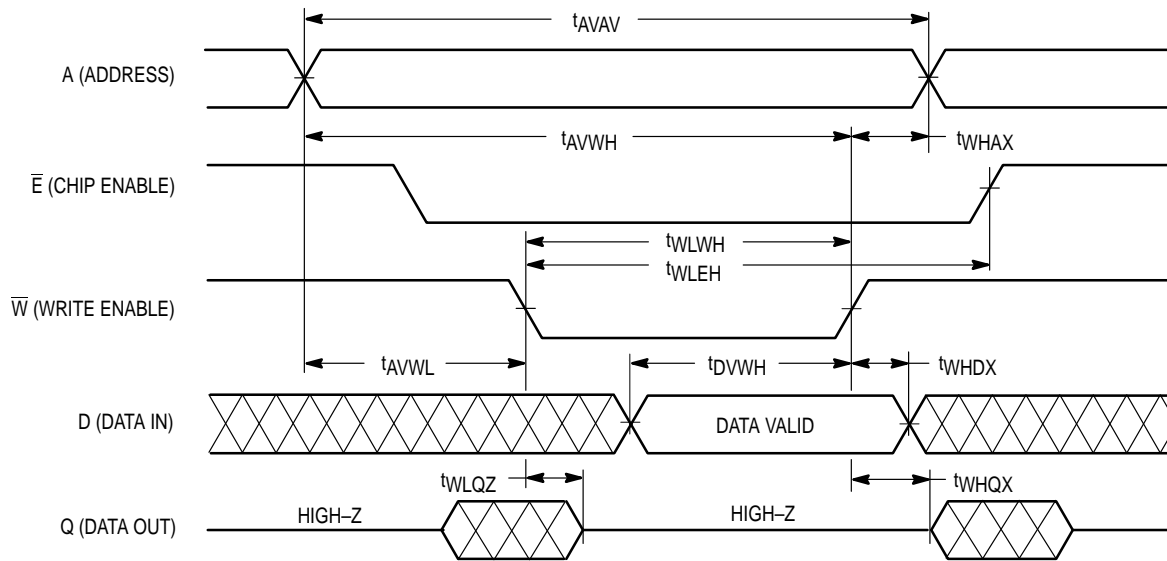 tAVAV
A (ADDRESS)
tAVWH
tWHAX
E (CHIP ENABLE)
tWLWH
tWLEH
W (WRITE ENABLE)
tAVWL
tDVWH
tWHDX
D (DATA IN)
DATA VALID
tWLQZ
tWHQX
Q (DATA OUT)
HIGH–Z
HIGH–Z